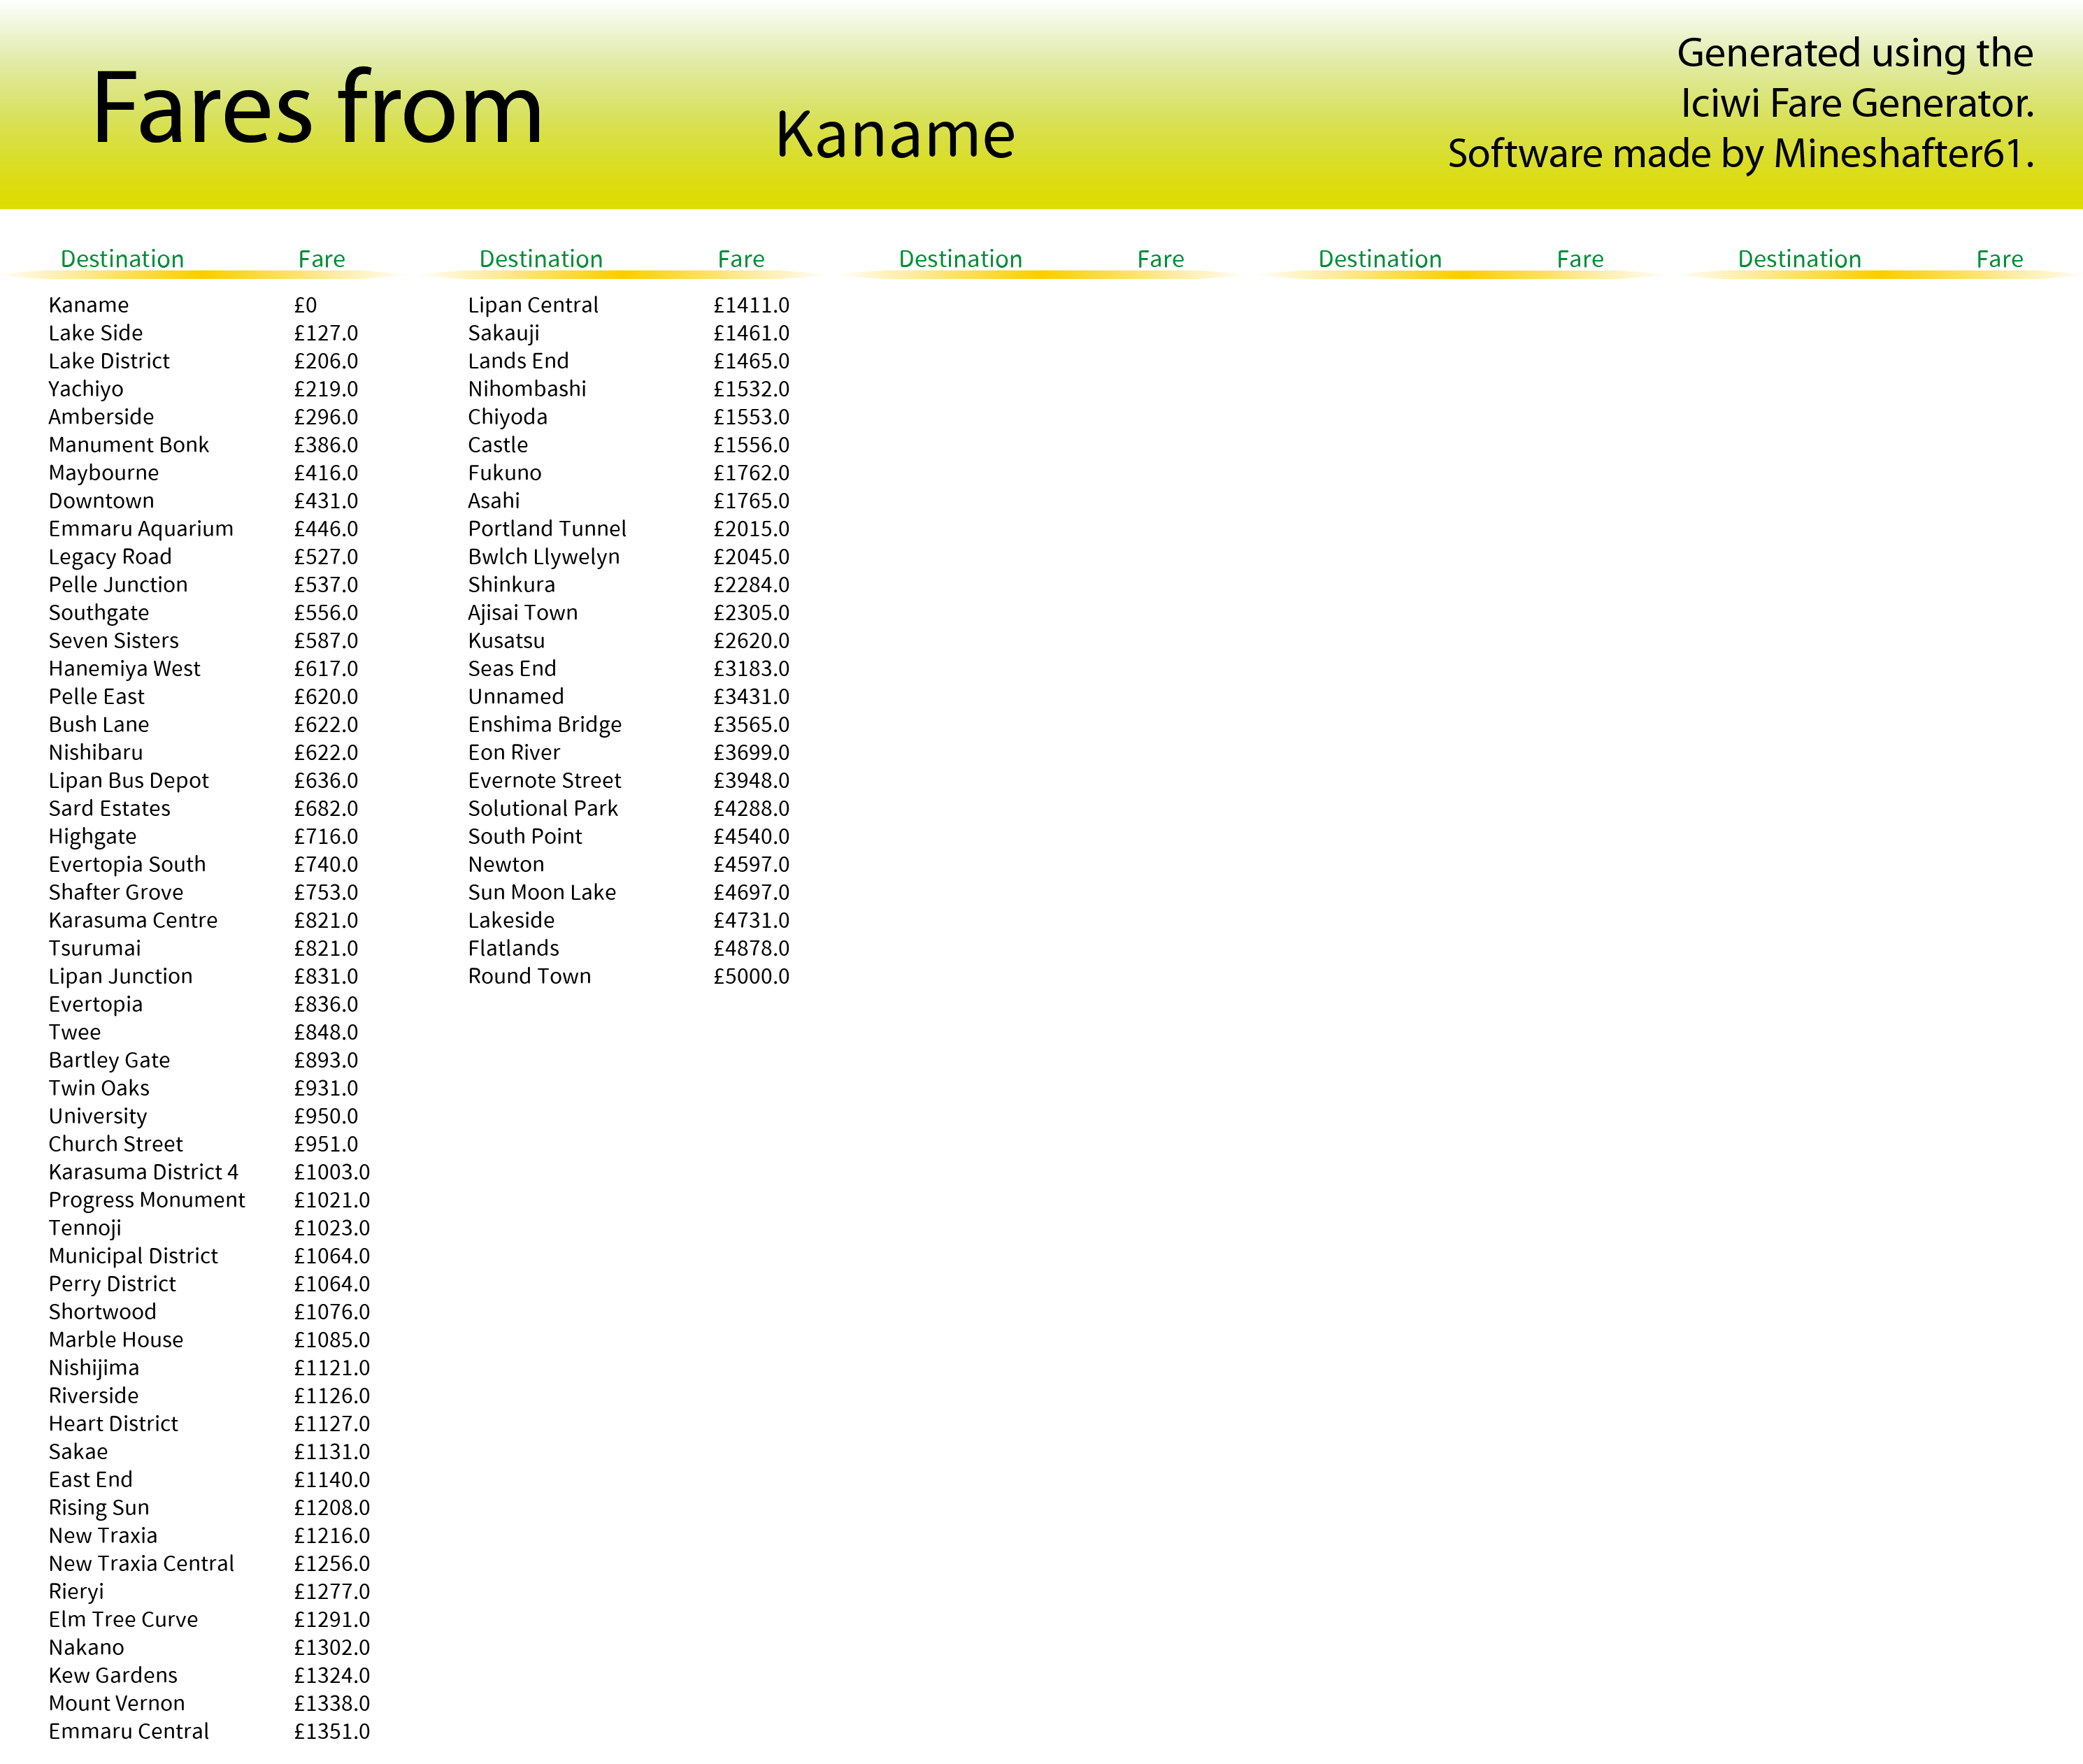 Fares from
Kaname
Generated using the
Iciwi Fare Generator.
Software made by Mineshafter61.
Destination Fare Destination Fare Destination Fare Destination Fare Destination Fare
Kaname £0
Lake Side £127.0
Lake District £206.0
Yachiyo £219.0
Amberside £296.0
Manument Bonk £386.0
Maybourne £416.0
Downtown £431.0
Emmaru Aquarium £446.0
Legacy Road £527.0
Pelle Junction £537.0
Southgate £556.0
Seven Sisters £587.0
Hanemiya West £617.0
Pelle East £620.0
Bush Lane £622.0
Nishibaru £622.0
Lipan Bus Depot £636.0
Sard Estates £682.0
Highgate £716.0
Evertopia South £740.0
Shafter Grove £753.0
Karasuma Centre £821.0
Tsurumai £821.0
Lipan Junction £831.0
Evertopia £836.0
Twee £848.0
Bartley Gate £893.0
Twin Oaks £931.0
University £950.0
Church Street £951.0
Karasuma District 4 £1003.0
Progress Monument £1021.0
Tennoji £1023.0
Municipal District £1064.0
Perry District £1064.0
Shortwood £1076.0
Marble House £1085.0
Nishijima £1121.0
Riverside £1126.0
Heart District £1127.0
Sakae £1131.0
East End £1140.0
Rising Sun £1208.0
New Traxia £1216.0
New Traxia Central £1256.0
Rieryi £1277.0
Elm Tree Curve £1291.0
Nakano £1302.0
Kew Gardens £1324.0
Mount Vernon £1338.0
Emmaru Central £1351.0
Lipan Central £1411.0
Sakauji £1461.0
Lands End £1465.0
Nihombashi £1532.0
Chiyoda £1553.0
Castle £1556.0
Fukuno £1762.0
Asahi £1765.0
Portland Tunnel £2015.0
Bwlch Llywelyn £2045.0
Shinkura £2284.0
Ajisai Town £2305.0
Kusatsu £2620.0
Seas End £3183.0
Unnamed £3431.0
Enshima Bridge £3565.0
Eon River £3699.0
Evernote Street £3948.0
Solutional Park £4288.0
South Point £4540.0
Newton £4597.0
Sun Moon Lake £4697.0
Lakeside £4731.0
Flatlands £4878.0
Round Town £5000.0